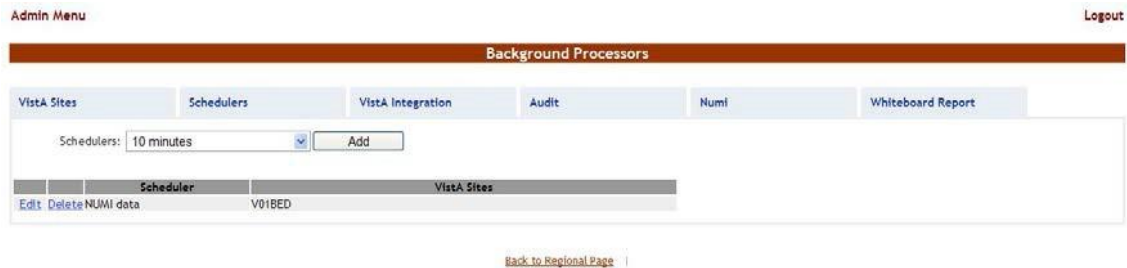 Admin Menu Logout
Background Processors
VistA Sites Schedulers VistA Integration Audit Numi Whiteboard Report
Schedulers: 10 minutes Add
Scheduler VistA Sites
Edit Delete NUMI data V01BED
Back to Regional Page |